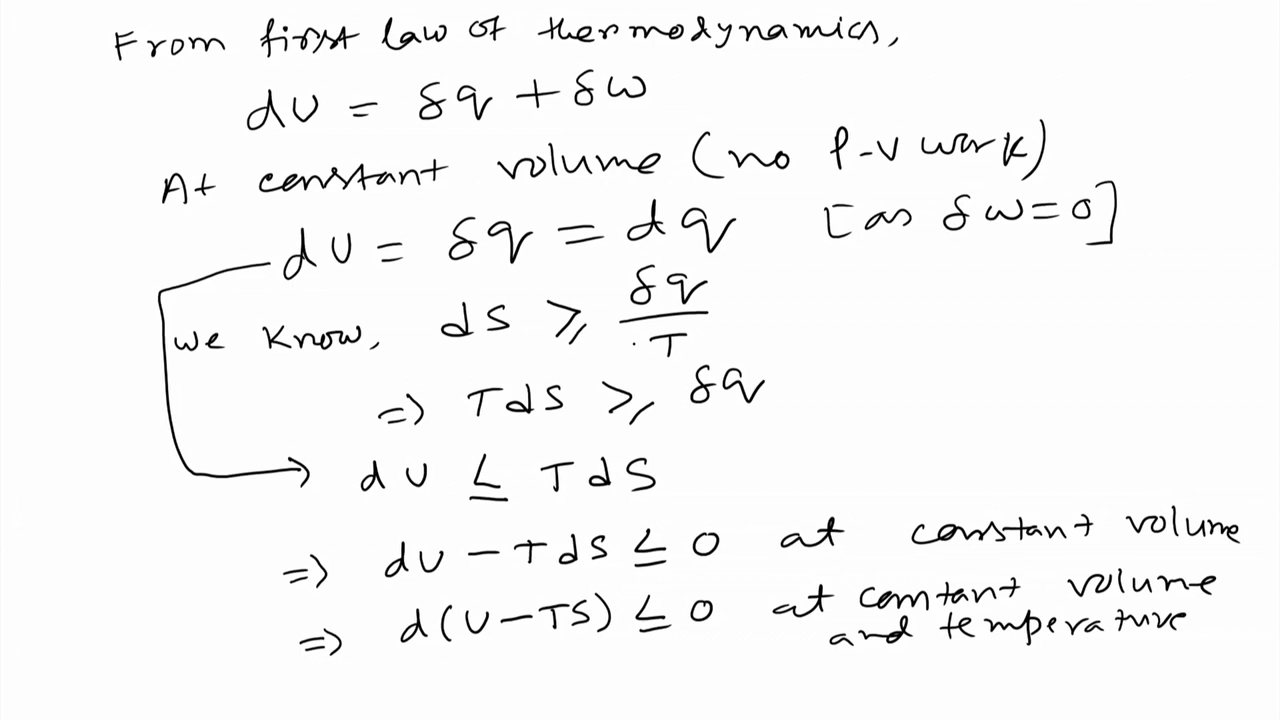 From first law of thermodynamics,
dU = δq + δw
At constant volume (no P-V work)
dU = δq = dq [as δw=0]
we know, dS ≥ δq/T
=> TdS ≥ δq
dU ≤ TdS
=> dU - TdS ≤ 0 at constant volume
=> d(U-TS) ≤ 0 at constant volume
and temperature